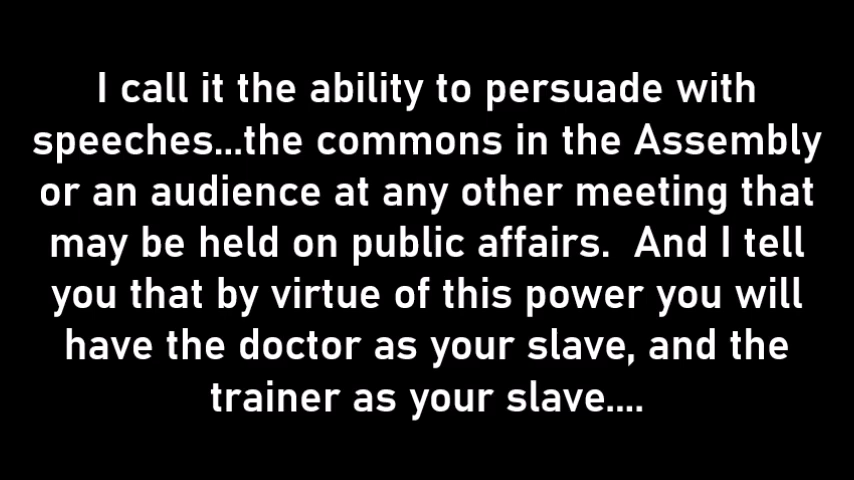 I call it the ability to persuade with
speeches...the commons in the Assembly
or an audience at any other meeting that
may be held on public affairs.  And I tell
you that by virtue of this power you will
have the doctor as your slave, and the
trainer as your slave....